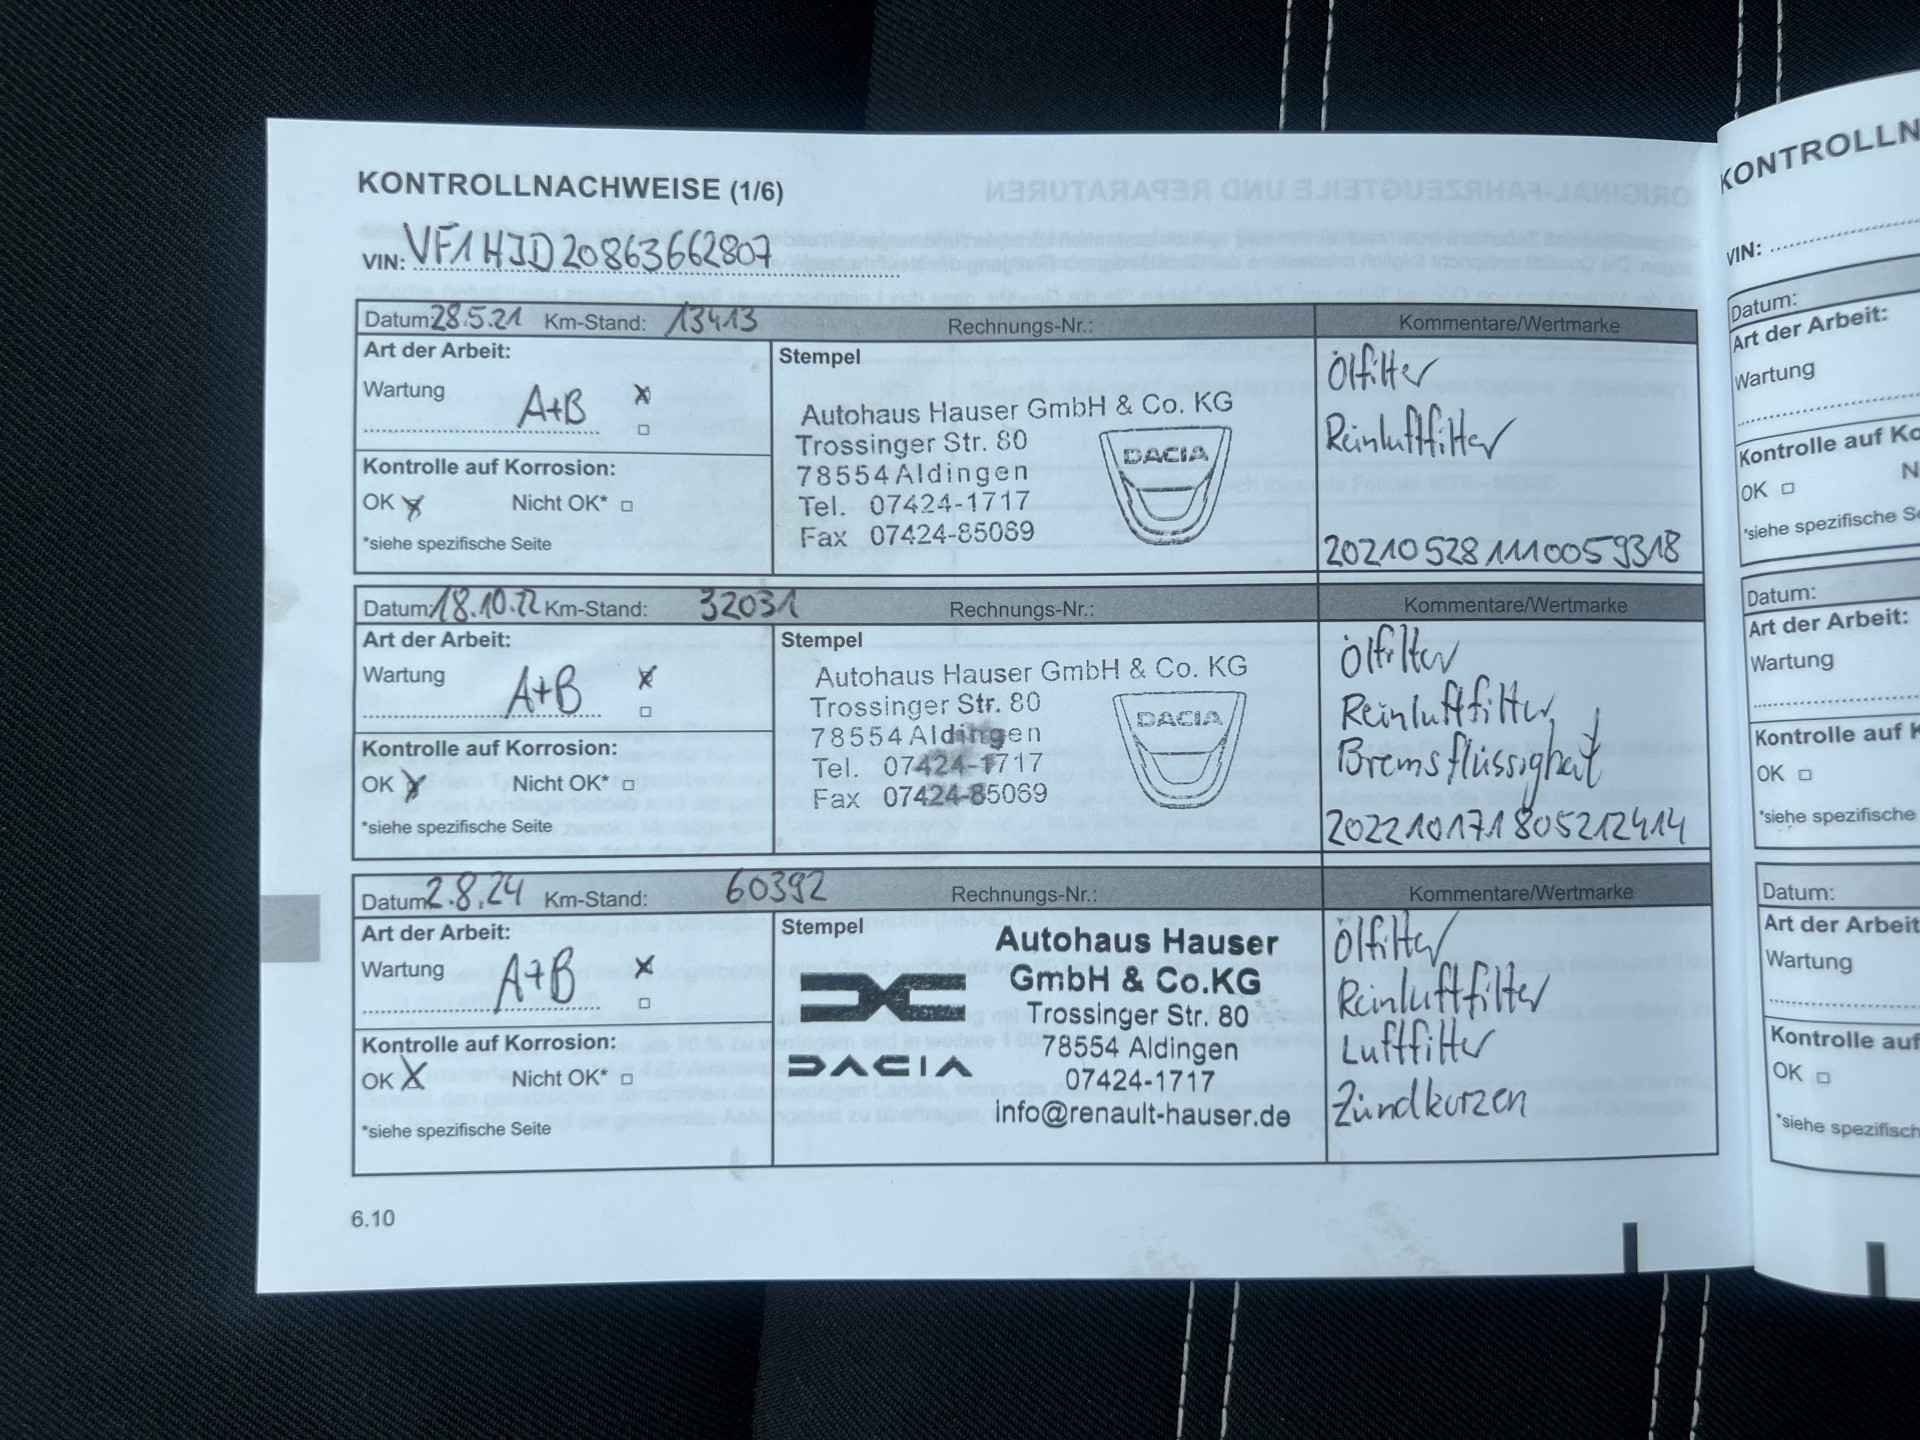 KONTROLLNACHWEISE (1/6)
VIN: VF1HJD20863662807
Datum: 28.5.21 Km-Stand: 13413 Rechnungs-Nr.: Kommentare/Wertmarke
Art der Arbeit:
Wartung A+B
Kontrolle auf Korrosion:
OK Nicht OK*
*siehe spezifische Seite
Stempel
Autohaus Hauser GmbH & Co. KG
Trossinger Str. 80
78554 Aldingen
Tel. 07424-1717
Fax 07424-85069
DACIA
Ölfilter
Reinluftfilter
202105281110059318
Datum: 18.10.22 Km-Stand: 32031 Rechnungs-Nr.: Kommentare/Wertmarke
Art der Arbeit:
Wartung A+B
Kontrolle auf Korrosion:
OK Nicht OK*
*siehe spezifische Seite
Stempel
Autohaus Hauser GmbH & Co. KG
Trossinger Str. 80
78554 Aldingen
Tel. 07424-1717
Fax 07424-85069
DACIA
Ölfilter
Reinluftfilter,
Bremsflüssigkeit
202210171805212414
Datum: 2.8.24 Km-Stand: 60392 Rechnungs-Nr.: Kommentare/Wertmarke
Art der Arbeit:
Wartung A+B
Kontrolle auf Korrosion:
OK Nicht OK*
*siehe spezifische Seite
Stempel
DACIA
Autohaus Hauser
GmbH & Co.KG
Trossinger Str. 80
78554 Aldingen
07424-1717
info@renault-hauser.de
Ölfilter
Reinluftfilter
Luftfilter
Zündkerzen
6.10
KONTROLLN
VIN:
Datum:
Art der Arbeit:
Wartung
Kontrolle auf Ko
OK N
*siehe spezifische Se
Datum:
Art der Arbeit:
Wartung
Kontrolle auf K
OK
*siehe spezifische
Datum:
Art der Arbeit
Wartung
Kontrolle auf
OK
*siehe spezifisch